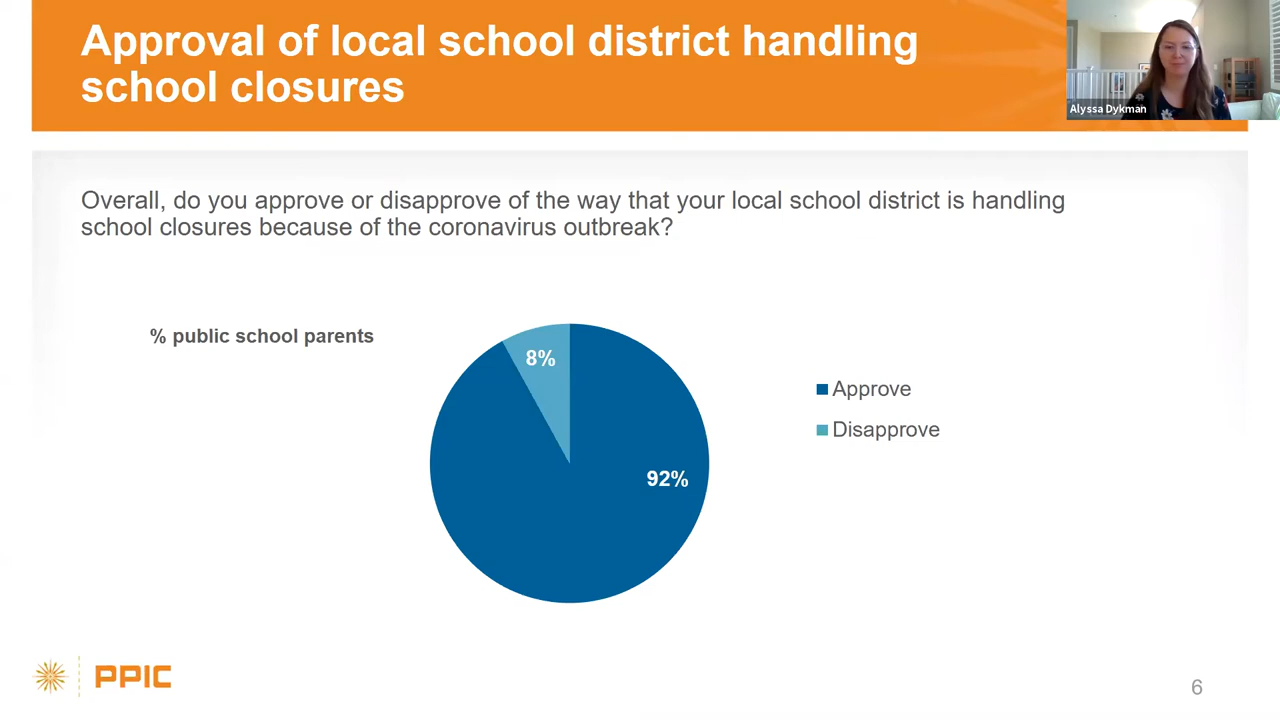 Approval of local school district handling
school closures
Alyssa Dykman
Overall, do you approve or disapprove of the way that your local school district is handling
school closures because of the coronavirus outbreak?
% public school parents
8%
92%
Approve
Disapprove
PPIC
6